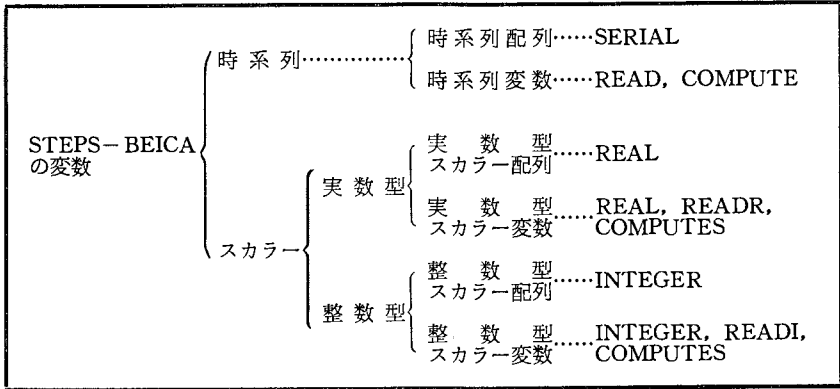 時系列配列……SERIAL
時系列………………
時系列変数……READ, COMPUTE
STEPS－BEICA
の変数
実数型
スカラー配列……REAL
実数型
実数型
スカラー変数……REAL, READR,
COMPUTES
スカラー
整数型
スカラー配列……INTEGER
整数型
整数型
スカラー変数……INTEGER, READI,
COMPUTES